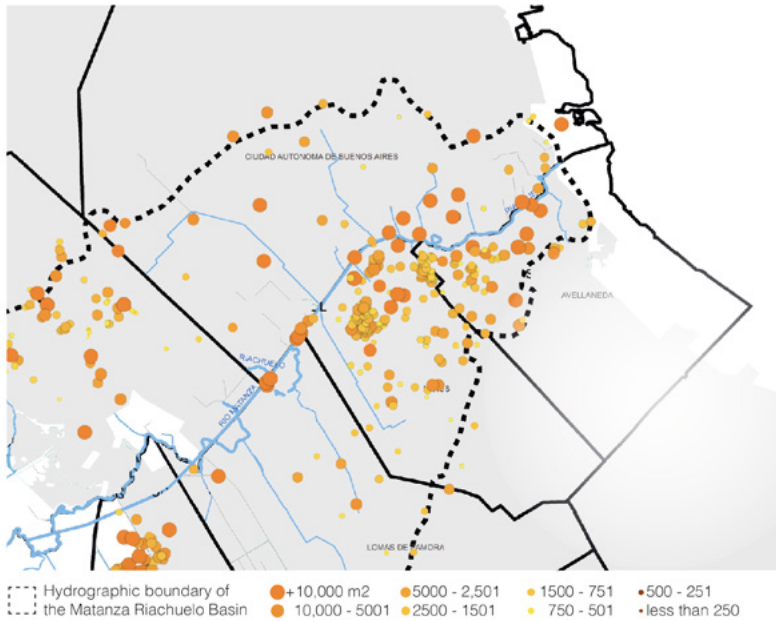 CIUDAD AUTONOMA DE BUENOS AIRES
AVELLANEDA
RIACHUELO
RIO MATANZA
LOMAS DE ZAMORA
Hydrographic boundary of
the Matanza Riachuelo Basin
+10,000 m2
10,000 - 5001
5000 - 2,501
2500 - 1501
1500 - 751
750 - 501
500 - 251
less than 250